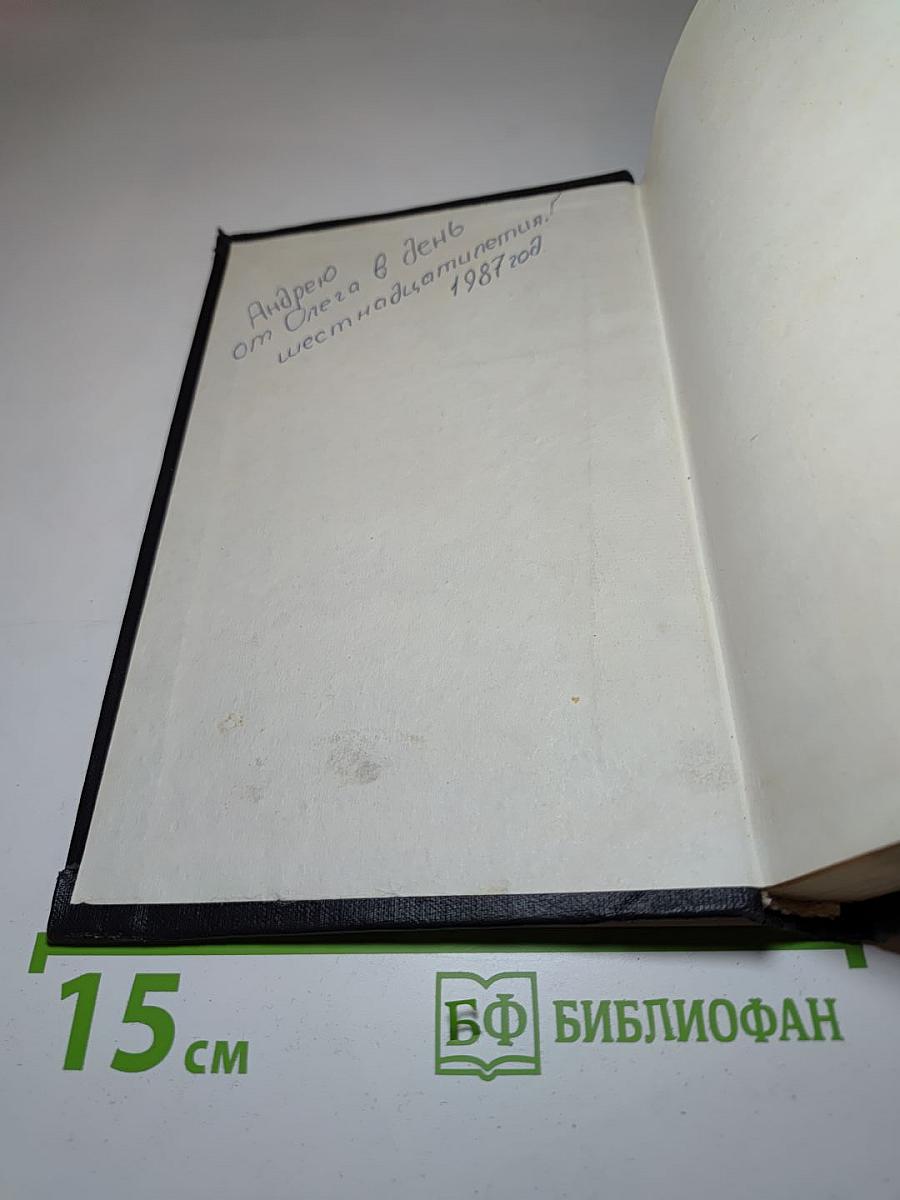 Андрею
от Олега в день
шестнадцатилетия!
1987 год
15 см
БФ БИБЛИОФАН